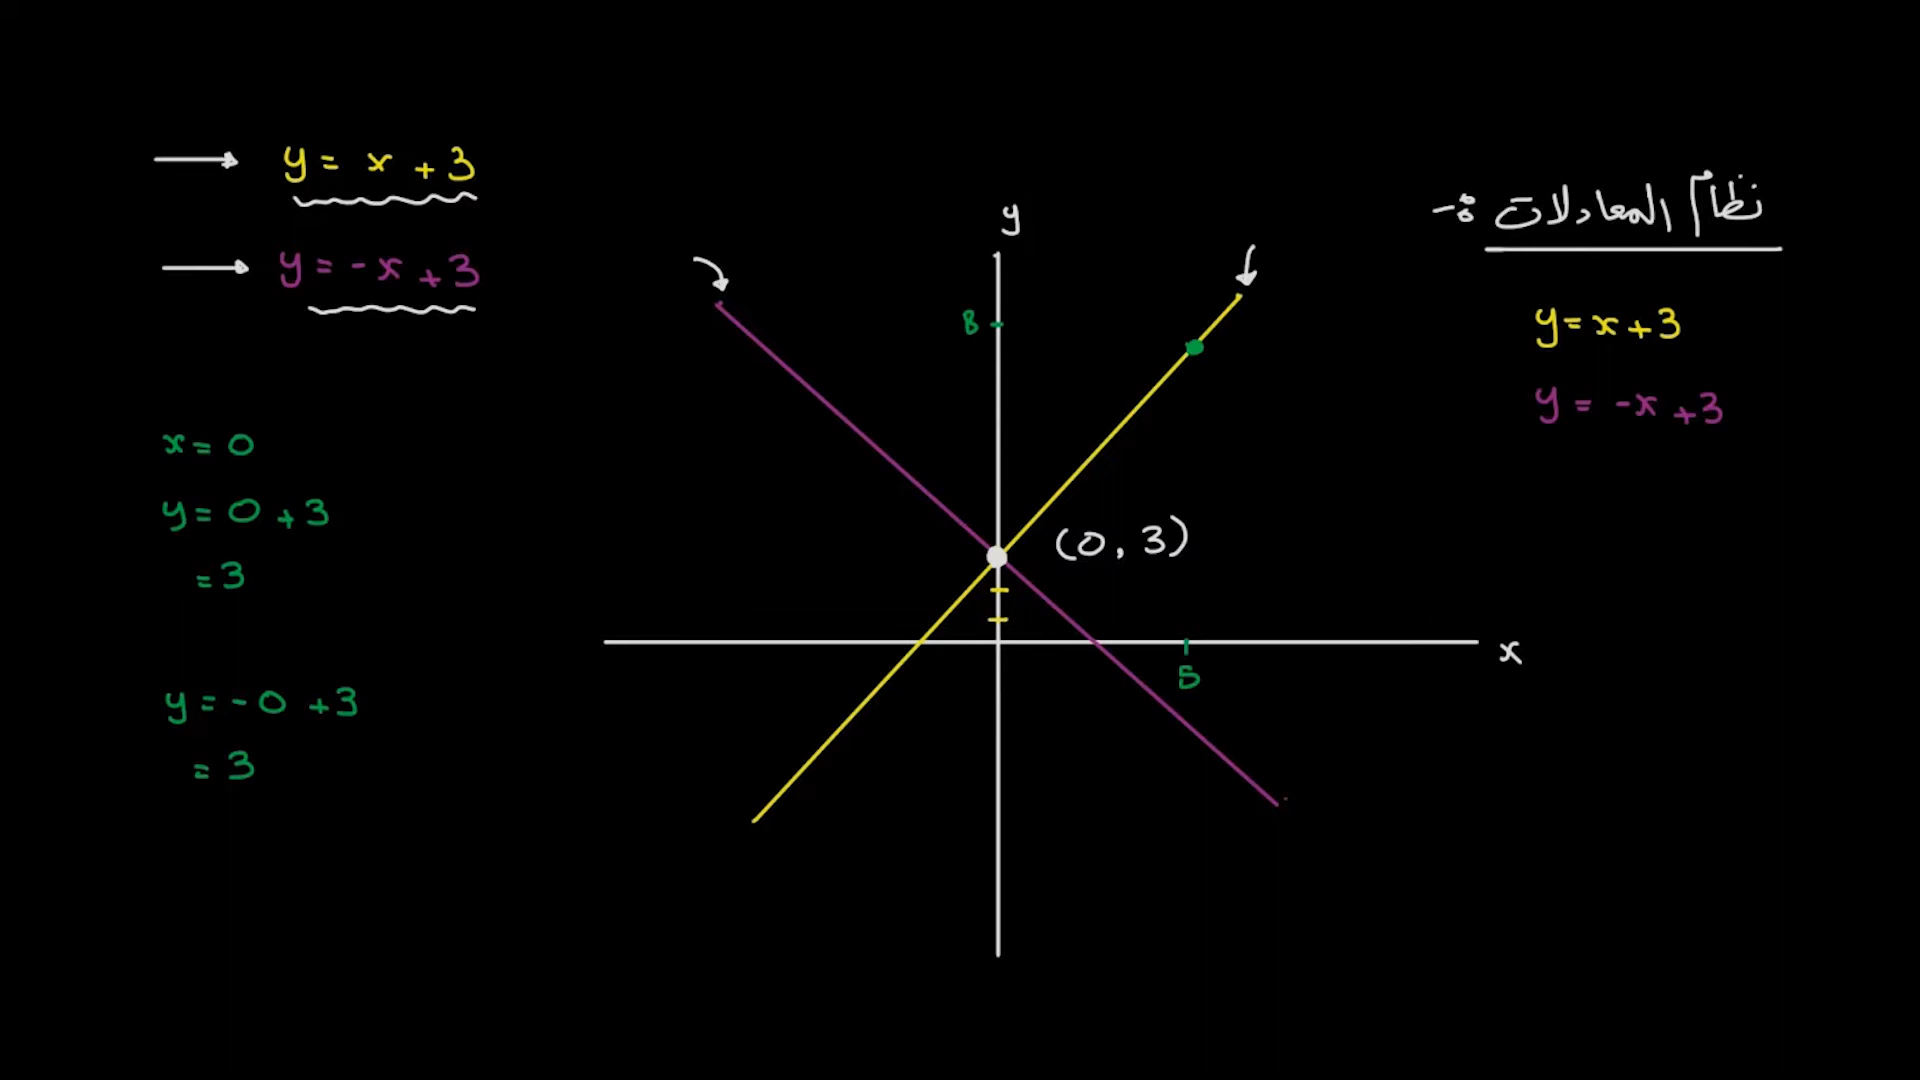 y = x + 3
y = -x + 3
x = 0
y = 0 + 3
= 3
y = -0 + 3
= 3
y
8
(0, 3)
5
x
نظام المعادلات :-
y = x + 3
y = -x + 3